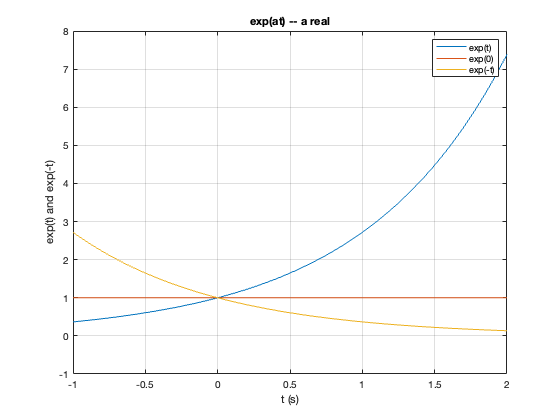 exp(at) -- a real
exp(t)
exp(0)
exp(-t)
8
7
6
5
4
3
2
1
0
-1
exp(t) and exp(-t)
-1
-0.5
0
0.5
1
1.5
2
t (s)